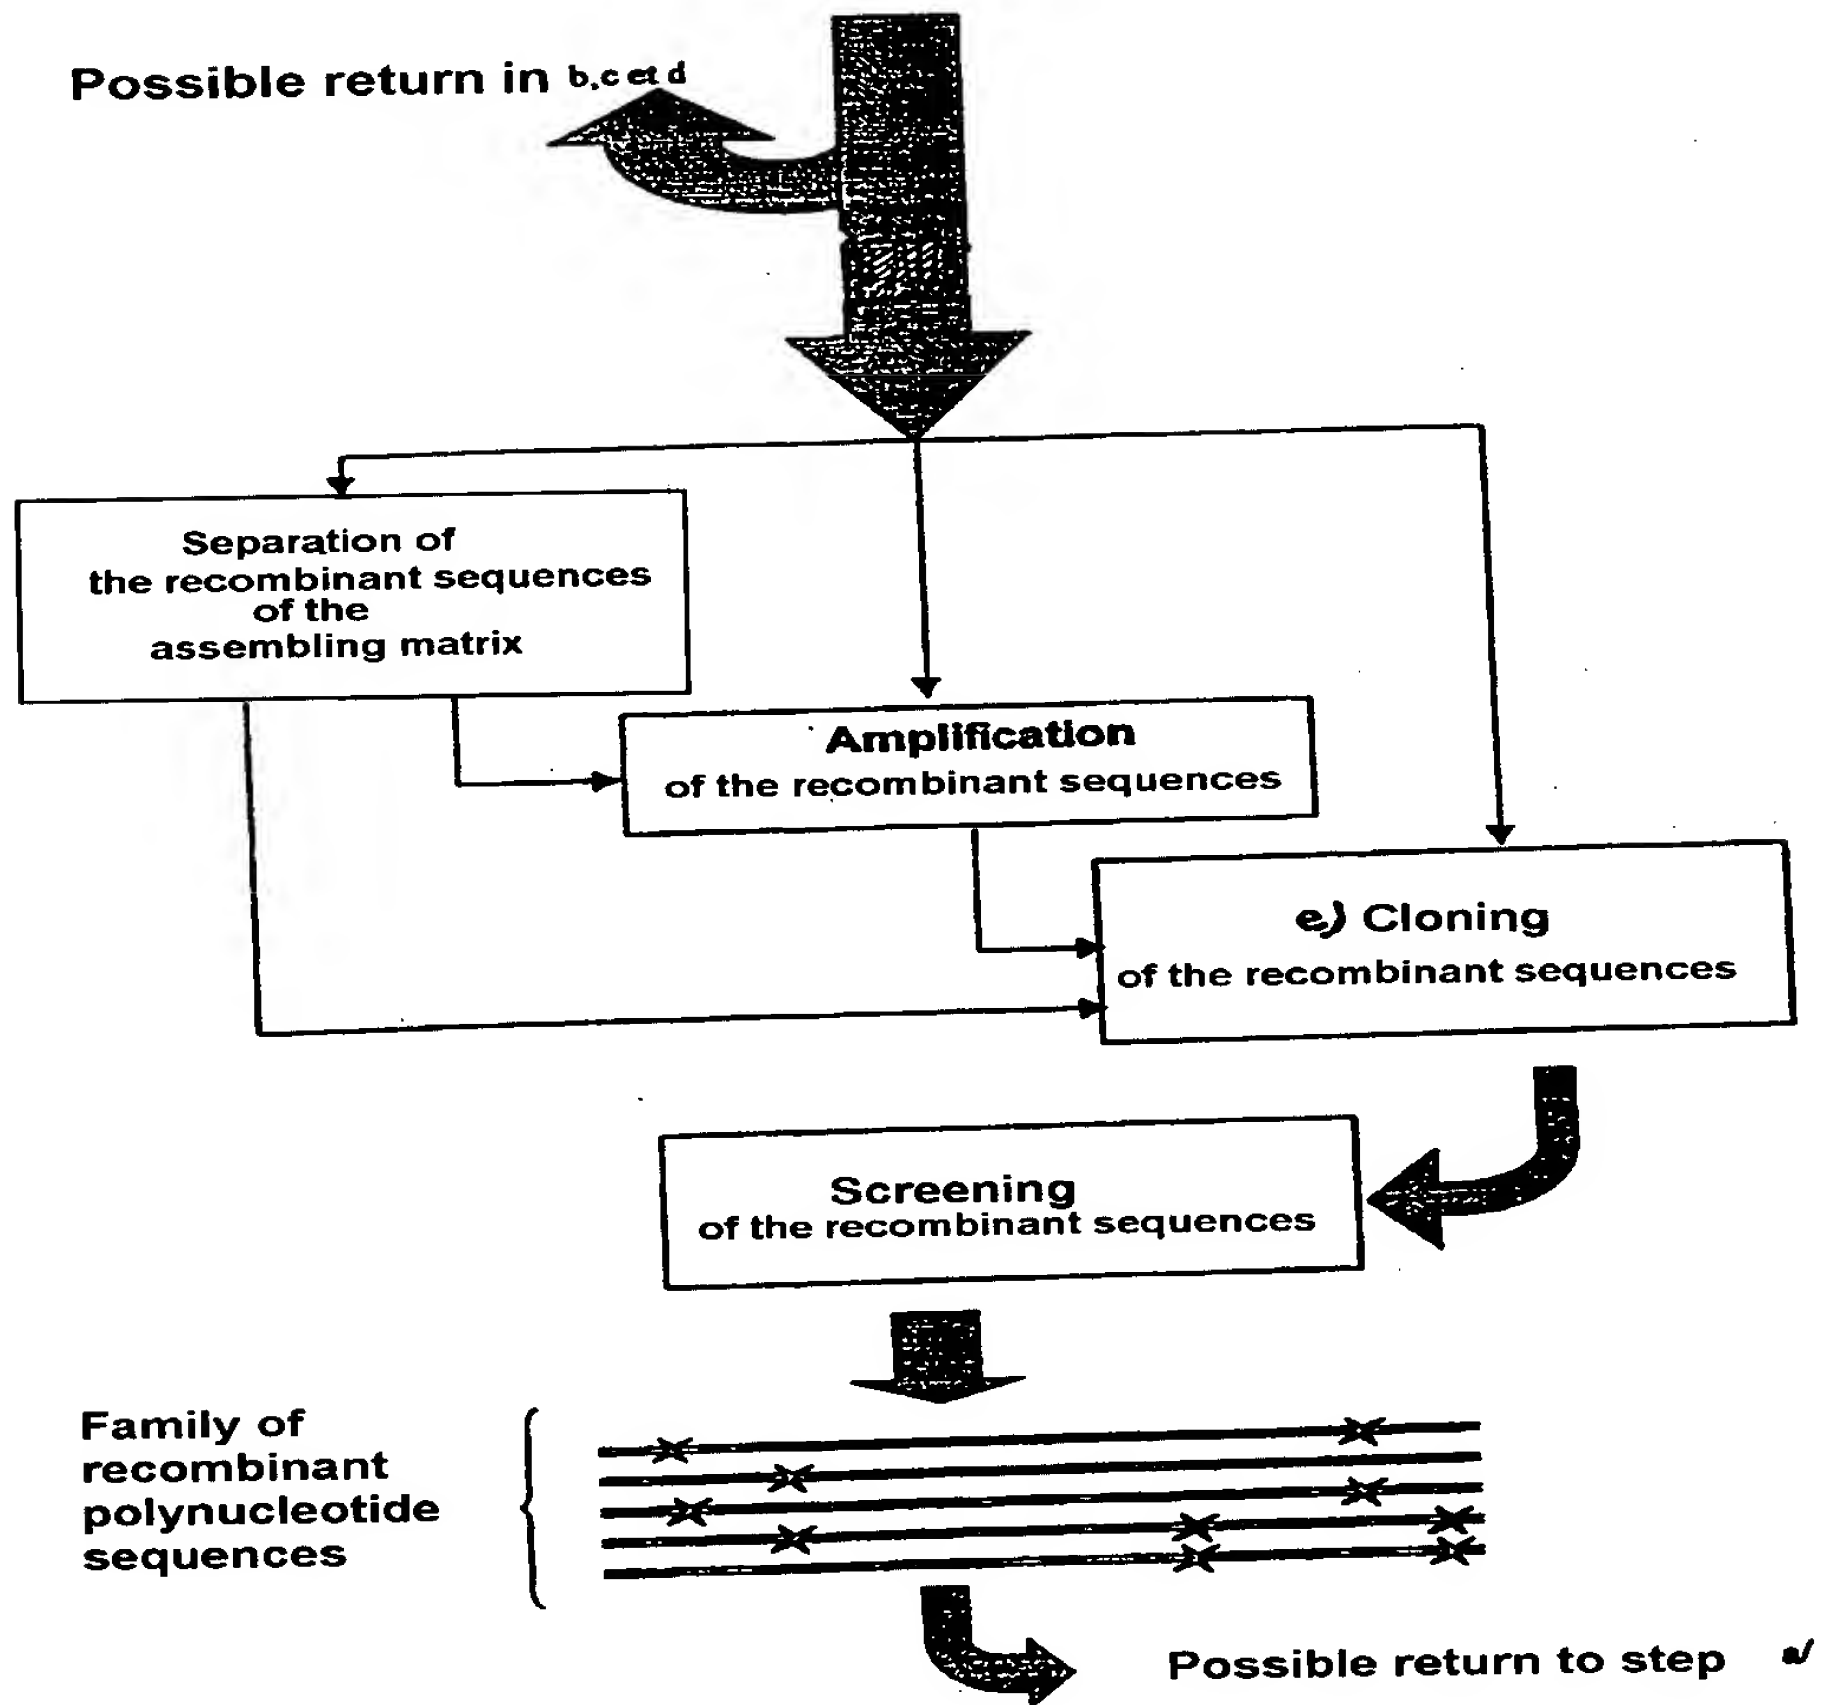 Possible return in b,c et d
Separation of
the recombinant sequences
of the
assembling matrix
Amplification
of the recombinant sequences
e) Cloning
of the recombinant sequences
Screening
of the recombinant sequences
Family of
recombinant
polynucleotide
sequences
Possible return to step a/